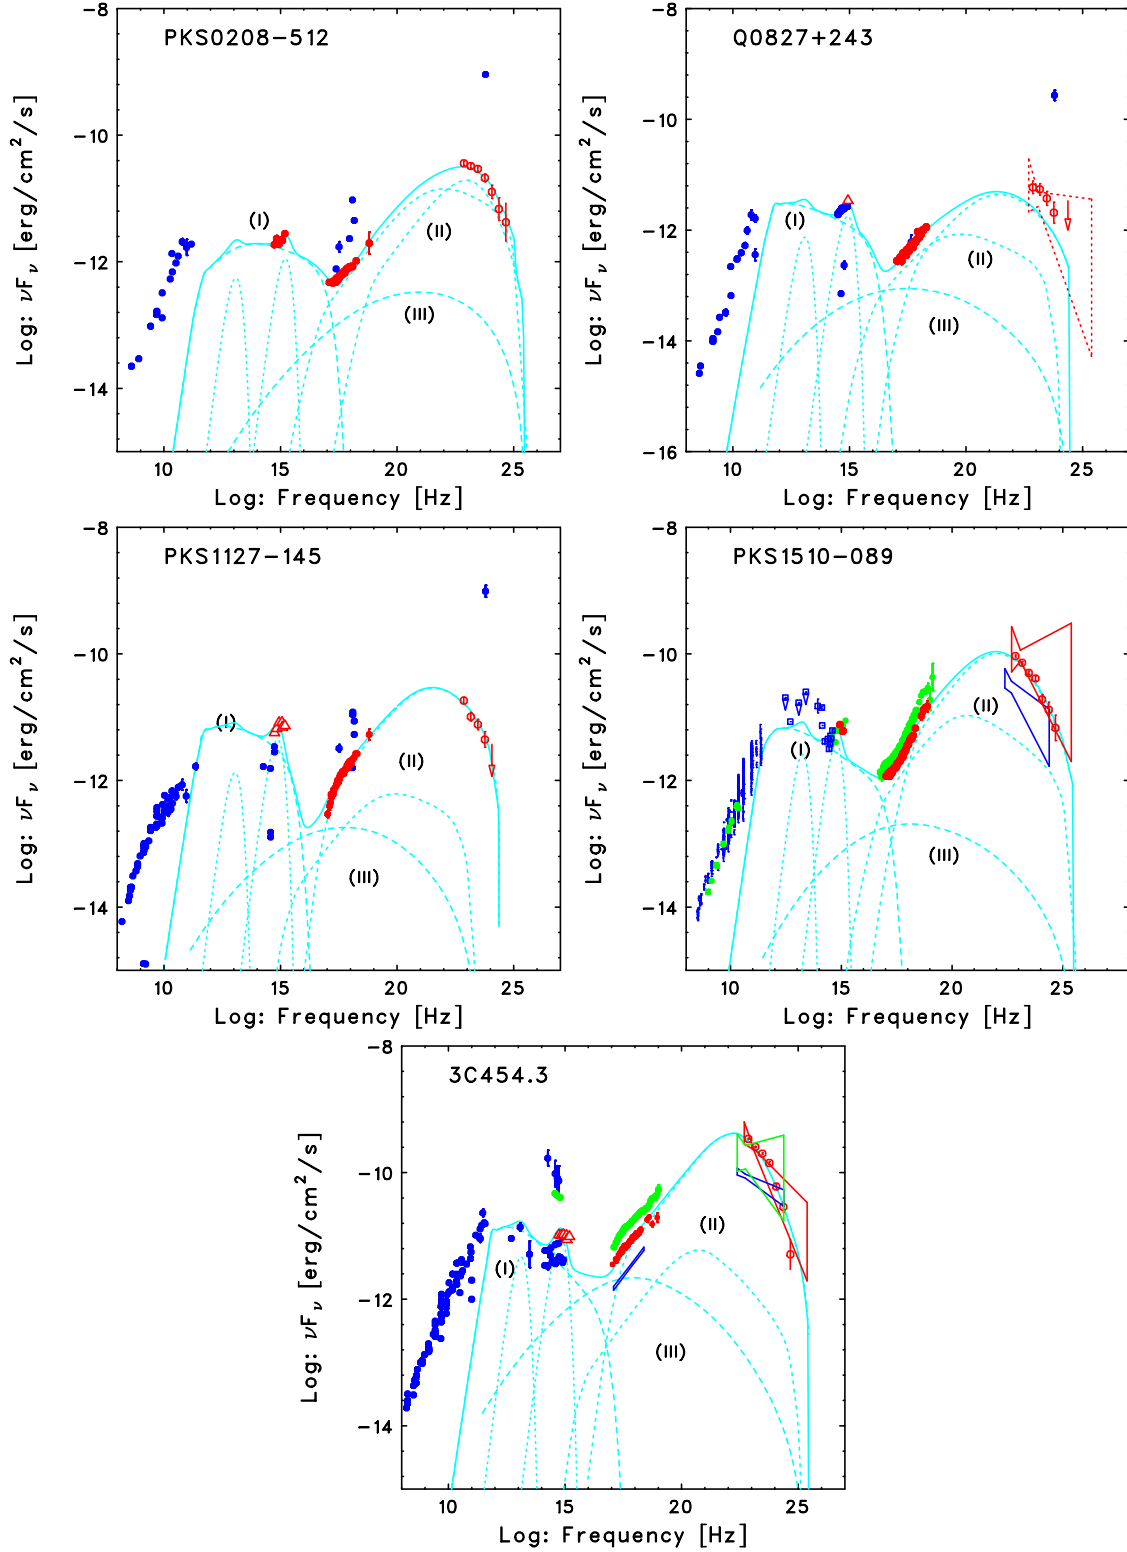 -8
PKS0208-512
-10
(I)
(II)
-12
(III)
-14
10 15 20 25
Log: Frequency [Hz]
Log: νFν [erg/cm²/s]
-8
Q0827+243
-10
-12
(I)
(II)
(III)
-14
-16
10 15 20 25
Log: Frequency [Hz]
Log: νFν [erg/cm²/s]
-8
PKS1127-145
-10
(I)
(II)
-12
(III)
-14
10 15 20 25
Log: Frequency [Hz]
Log: νFν [erg/cm²/s]
-8
PKS1510-089
-10
(II)
(I)
-12
(III)
-14
10 15 20 25
Log: Frequency [Hz]
Log: νFν [erg/cm²/s]
-8
3C454.3
-10
(II)
(I)
-12
(III)
-14
10 15 20 25
Log: Frequency [Hz]
Log: νFν [erg/cm²/s]